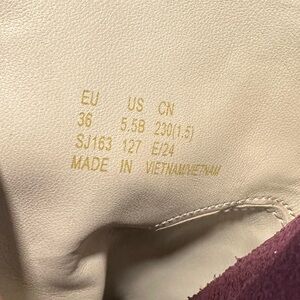 EU US CN
36 5.5B 230(1.5)
SJ163 127 E/24
MADE IN VIETNAM/VIETNAM